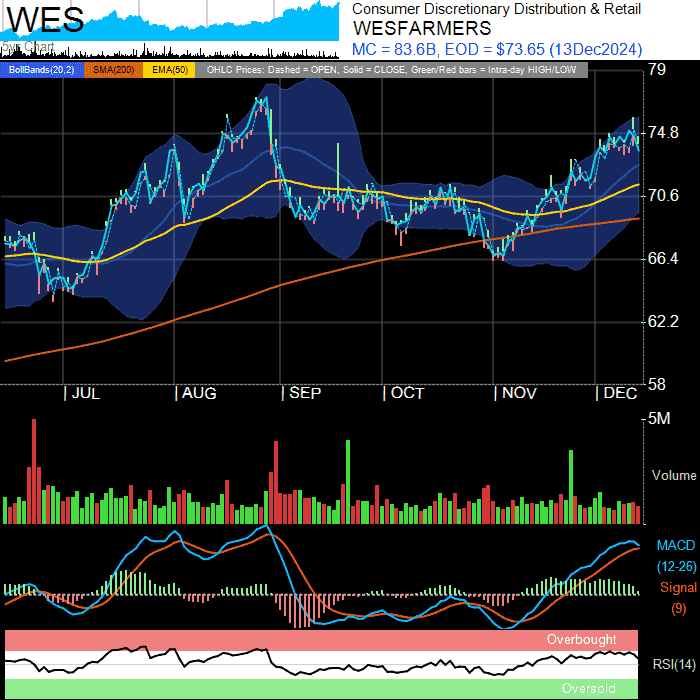 WES
5yr Chart
Consumer Discretionary Distribution & Retail
WESFARMERS
MC = 83.6B, EOD = $73.65 (13Dec2024)
BollBands(20,2) SMA(200) EMA(50) OHLC Prices: Dashed = OPEN, Solid = CLOSE, Green/Red bars = Intra-day HIGH/LOW
79
74.8
70.6
66.4
62.2
58
JUL AUG SEP OCT NOV DEC
5M
Volume
MACD
(12-26)
Signal
(9)
Overbought
RSI(14)
Oversold